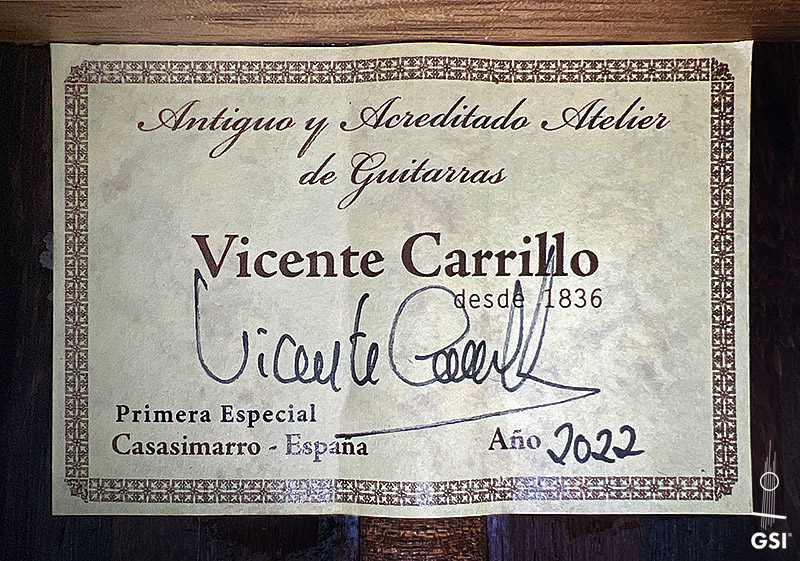 Antiguo y Acreditado Atelier
de Guitarras
Vicente Carrillo
desde 1836
Vicente Carrillo
Primera Especial
Casasimarro - España
Año 2022
GSI®